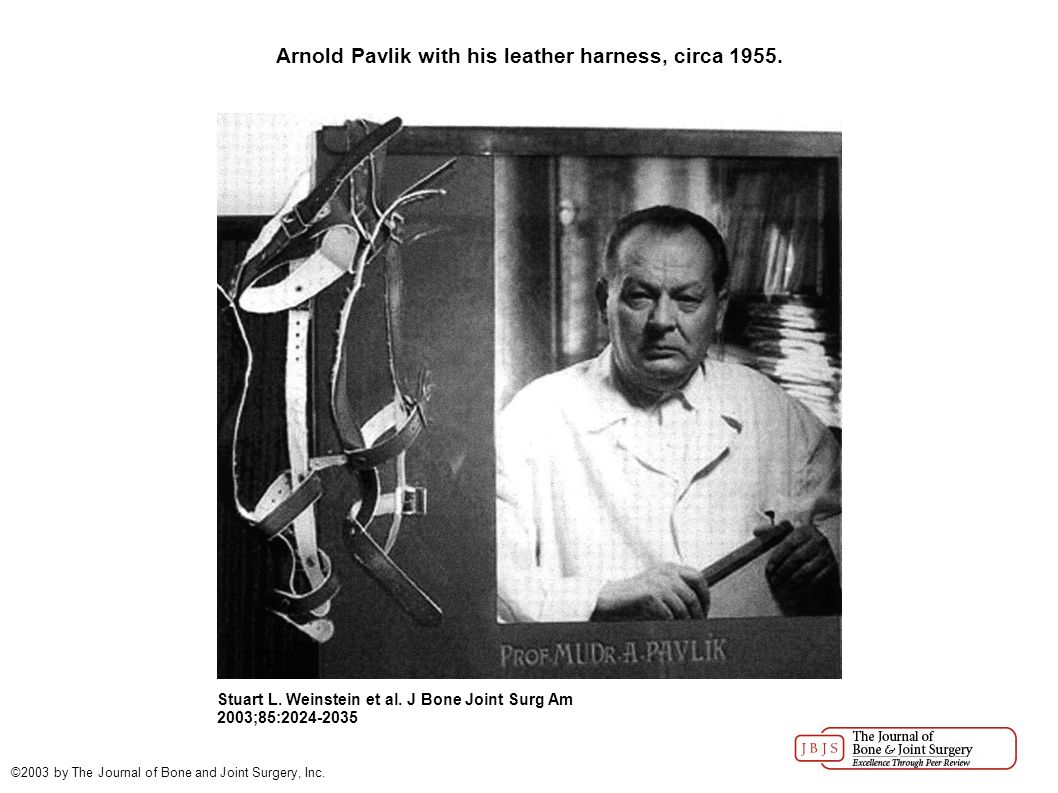 Arnold Pavlik with his leather harness, circa 1955.
PROF. MUDR. A. PAVLÍK
Stuart L. Weinstein et al. J Bone Joint Surg Am
2003;85:2024-2035
JBJS
The Journal of
Bone & Joint Surgery
Excellence Through Peer Review
©2003 by The Journal of Bone and Joint Surgery, Inc.